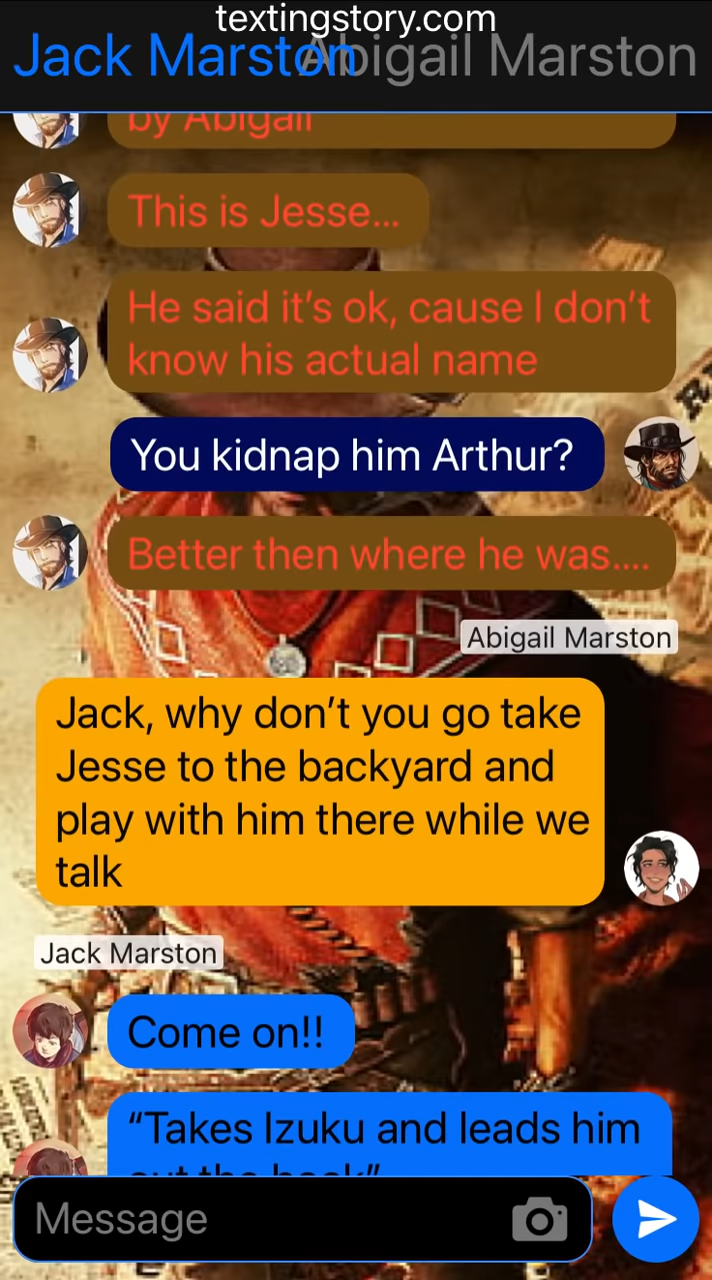 textingstory.com
Jack Marston Abigail Marston
by Abigail
This is Jesse...
He said it’s ok, cause I don’t
know his actual name
You kidnap him Arthur?
Better then where he was....
Abigail Marston
Jack, why don’t you go take
Jesse to the backyard and
play with him there while we
talk
Jack Marston
Come on!!
“Takes Izuku and leads him
out the back”
Message